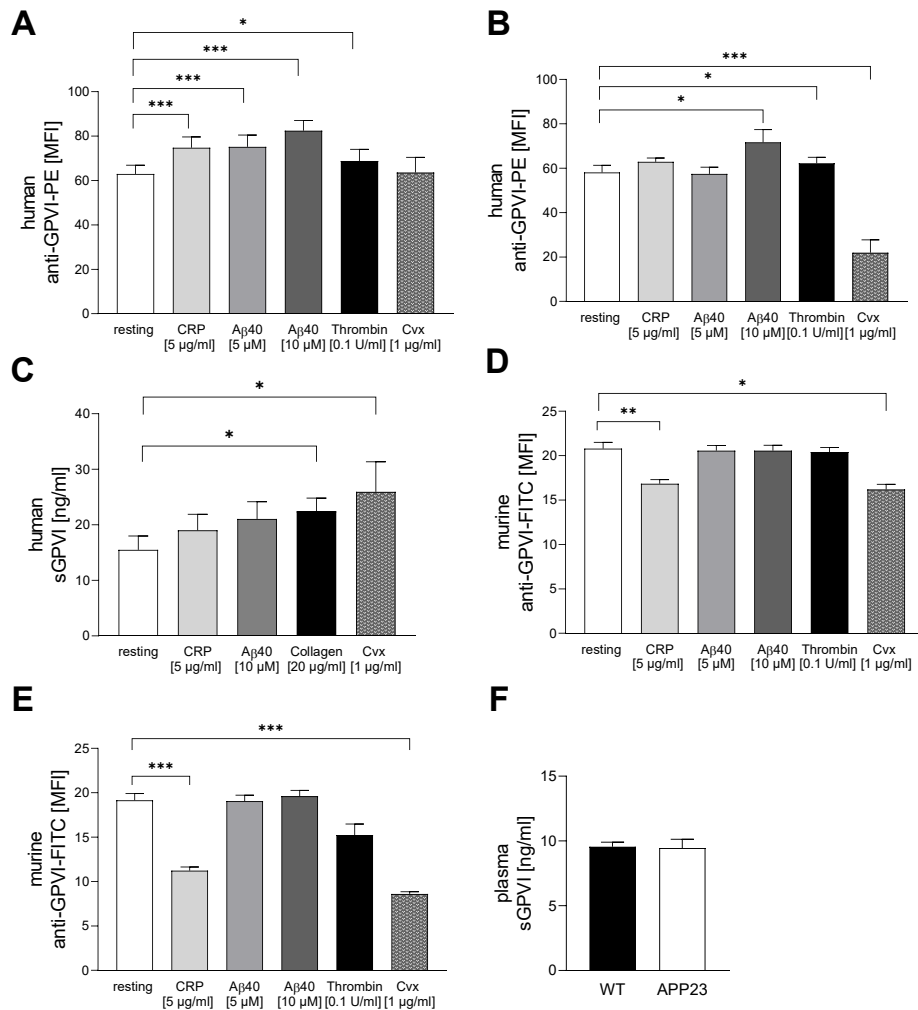 A
*
***
***
***
human
anti-GPVI-PE [MFI]
100
80
60
40
20
0
resting CRP Aβ40 Aβ40 Thrombin Cvx
[5 µg/ml] [5 µM] [10 µM] [0.1 U/ml] [1 µg/ml]
B
***
*
*
human
anti-GPVI-PE [MFI]
100
80
60
40
20
0
resting CRP Aβ40 Aβ40 Thrombin Cvx
[5 µg/ml] [5 µM] [10 µM] [0.1 U/ml] [1 µg/ml]
C
*
*
human
sGPVI [ng/ml]
40
30
20
10
0
resting CRP Aβ40 Collagen Cvx
[5 µg/ml] [10 µM] [20 µg/ml] [1 µg/ml]
D
*
**
murine
anti-GPVI-FITC [MFI]
25
20
15
10
5
0
resting CRP Aβ40 Aβ40 Thrombin Cvx
[5 µg/ml] [5 µM] [10 µM] [0.1 U/ml] [1 µg/ml]
E
***
***
murine
anti-GPVI-FITC [MFI]
25
20
15
10
5
0
resting CRP Aβ40 Aβ40 Thrombin Cvx
[5 µg/ml] [5 µM] [10 µM] [0.1 U/ml] [1 µg/ml]
F
plasma
sGPVI [ng/ml]
15
10
5
0
WT APP23